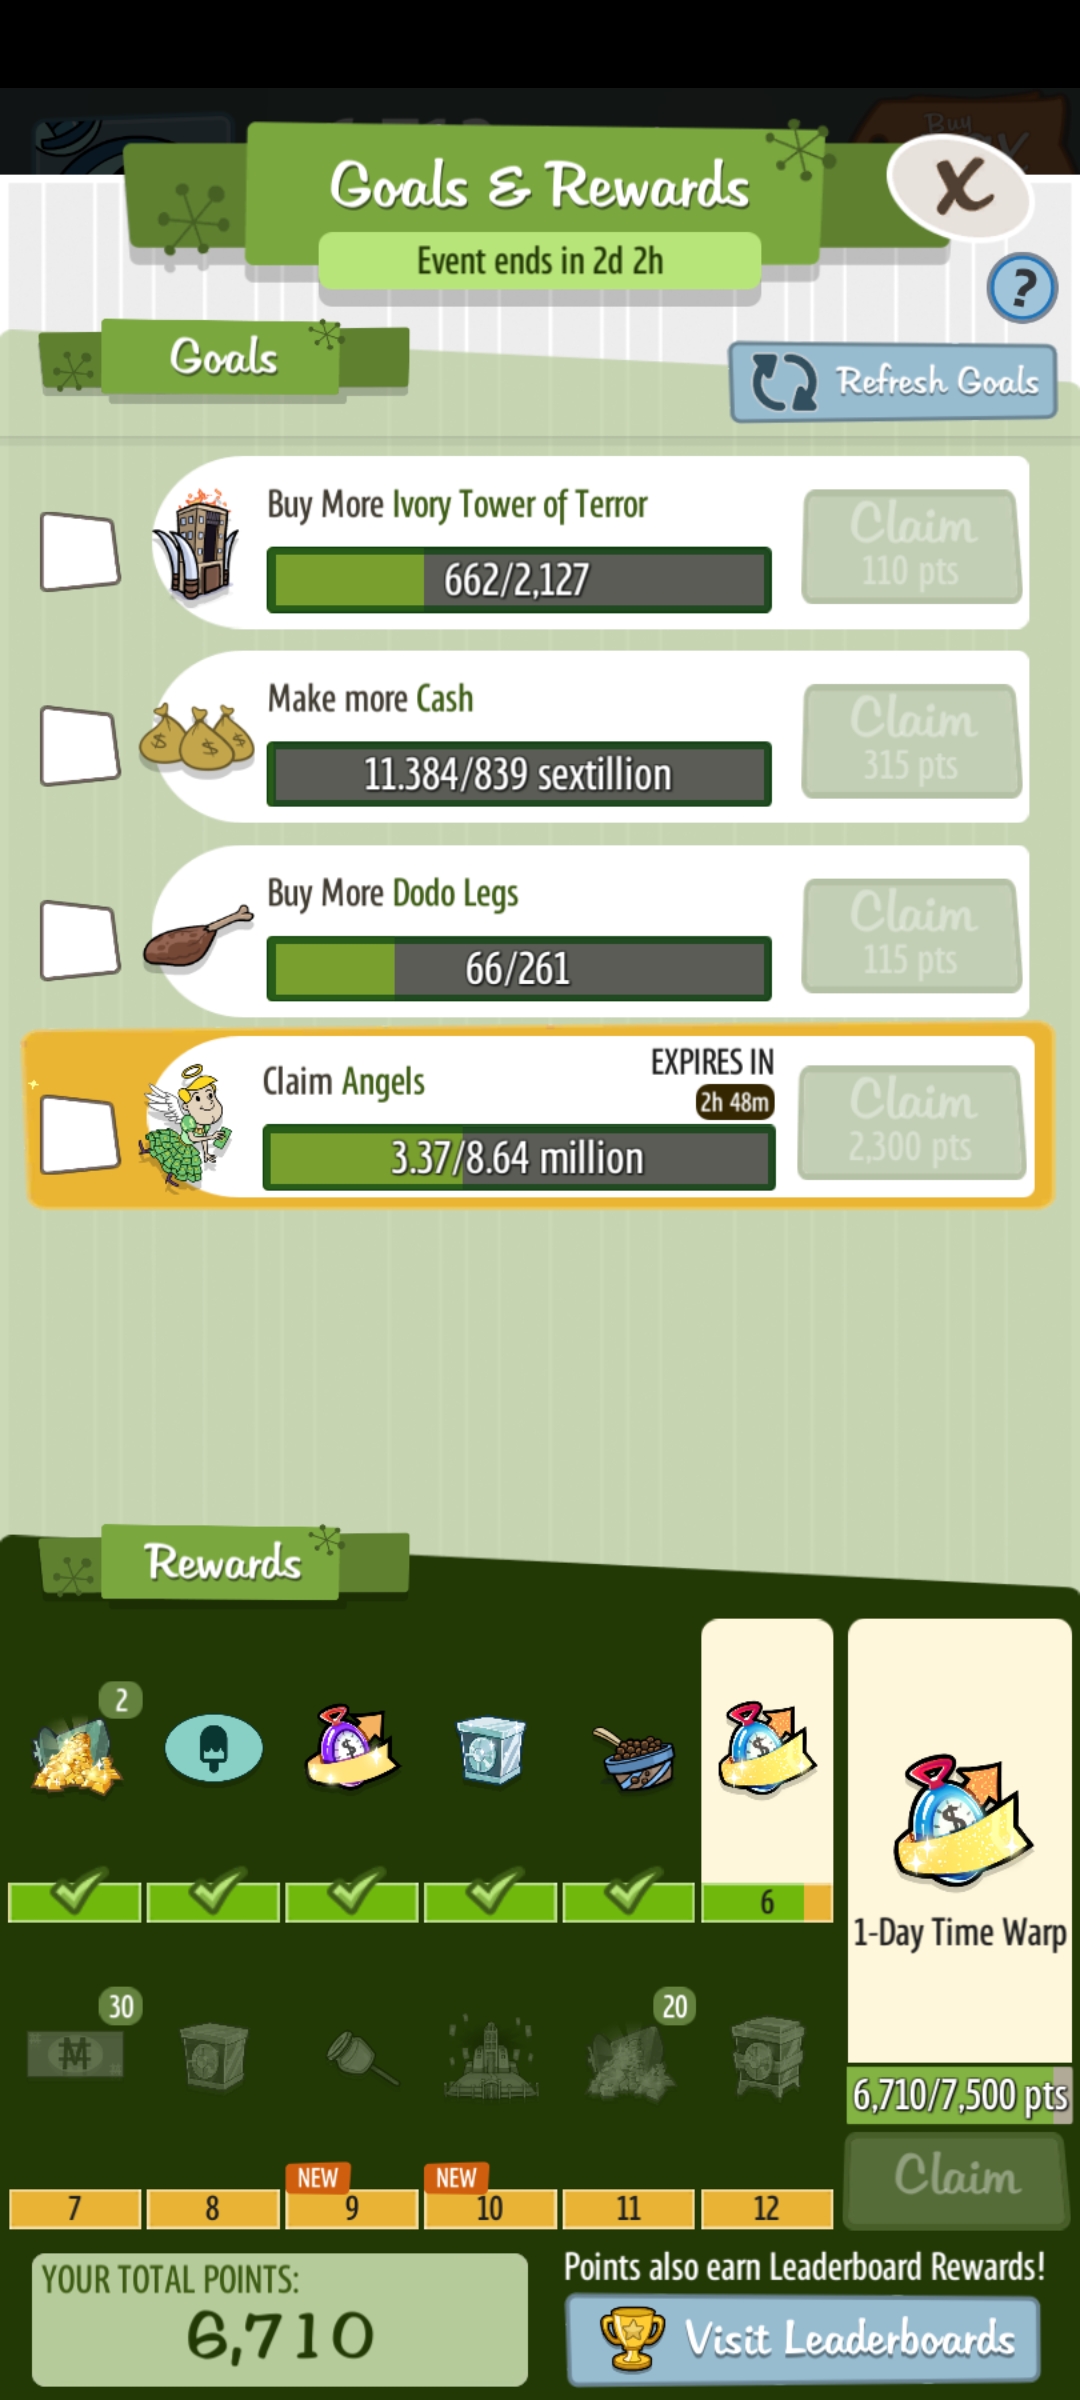 Buy
Goals & Rewards
X
Event ends in 2d 2h
?
Goals
Refresh Goals
Buy More Ivory Tower of Terror
662/2,127
Claim
110 pts
Make more Cash
11.384/839 sextillion
Claim
315 pts
Buy More Dodo Legs
66/261
Claim
115 pts
Claim Angels
EXPIRES IN
2h 48m
3.37/8.64 million
Claim
2,300 pts
Rewards
2
6
1-Day Time Warp
30
20
6,710/7,500 pts
NEW
NEW
7
8
9
10
11
12
Claim
YOUR TOTAL POINTS:
6,710
Points also earn Leaderboard Rewards!
Visit Leaderboards